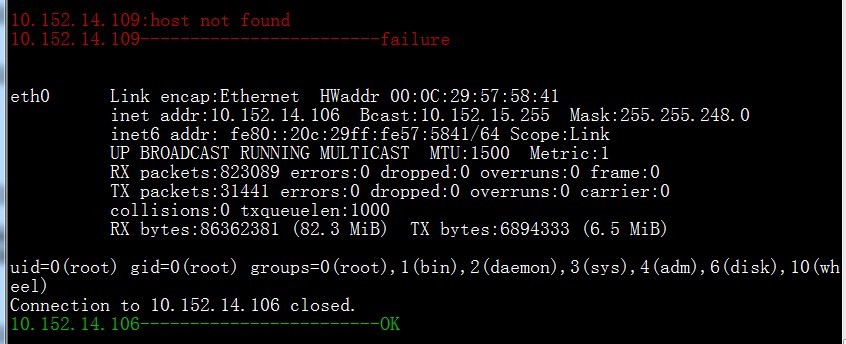 10.152.14.109:host not found
10.152.14.109------------------------failure
eth0      Link encap:Ethernet  HWaddr 00:0C:29:57:58:41
          inet addr:10.152.14.106  Bcast:10.152.15.255  Mask:255.255.248.0
          inet6 addr: fe80::20c:29ff:fe57:5841/64 Scope:Link
          UP BROADCAST RUNNING MULTICAST  MTU:1500  Metric:1
          RX packets:823089 errors:0 dropped:0 overruns:0 frame:0
          TX packets:31441 errors:0 dropped:0 overruns:0 carrier:0
          collisions:0 txqueuelen:1000
          RX bytes:86362381 (82.3 MiB)  TX bytes:6894333 (6.5 MiB)
uid=0(root) gid=0(root) groups=0(root),1(bin),2(daemon),3(sys),4(adm),6(disk),10(wh
eel)
Connection to 10.152.14.106 closed.
10.152.14.106------------------------OK